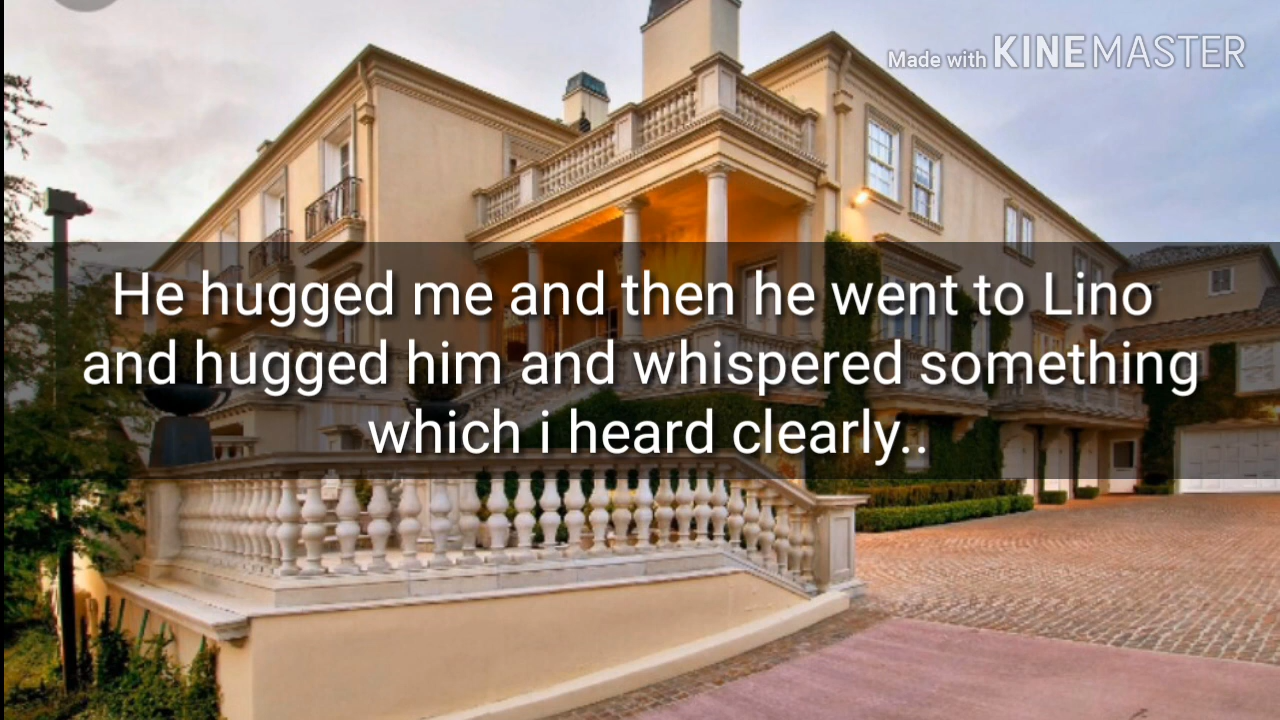 Made with KINEMASTER
He hugged me and then he went to Lino
and hugged him and whispered something
which i heard clearly..